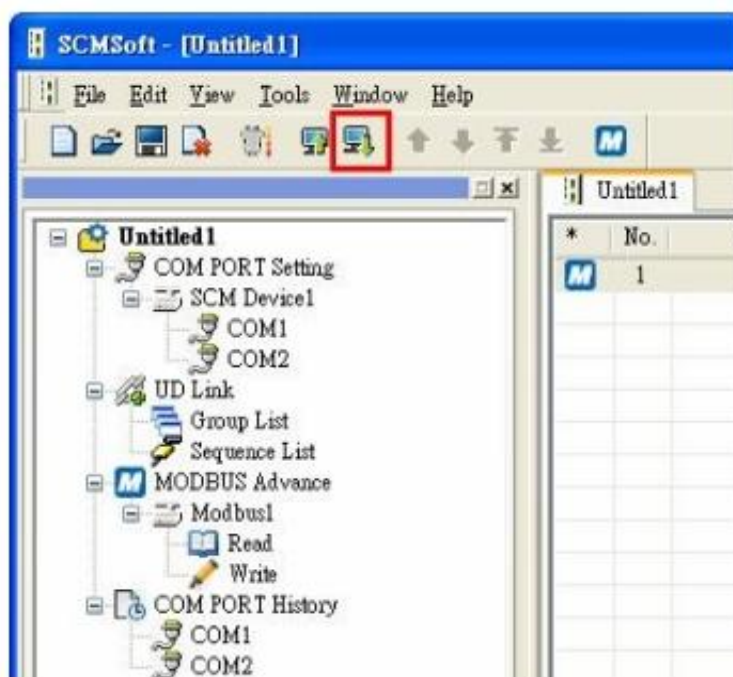 SCMSoft - [Untitled1]
File Edit View Tools Window Help
M
Untitled1
* No.
M 1
Untitled1
COM PORT Setting
SCM Device1
COM1
COM2
UD Link
Group List
Sequence List
M MODBUS Advance
Modbus1
Read
Write
COM PORT History
COM1
COM2